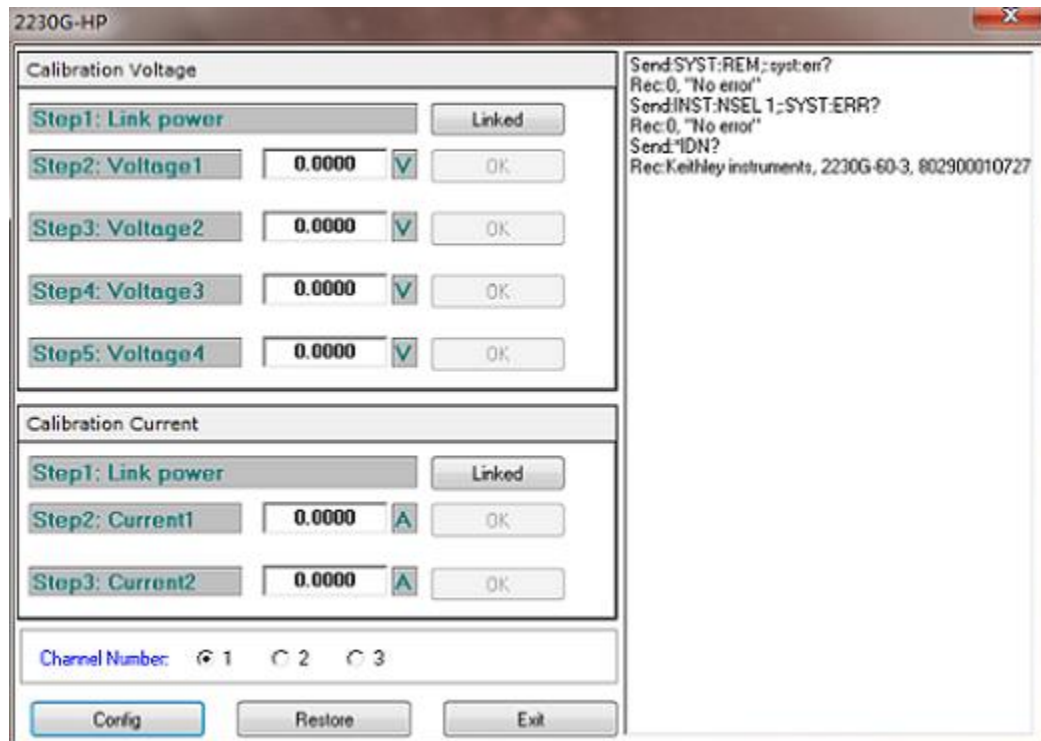 2230G-HP
X
Calibration Voltage
Step1: Link power Linked
Step2: Voltage1 0.0000 V OK
Step3: Voltage2 0.0000 V OK
Step4: Voltage3 0.0000 V OK
Step5: Voltage4 0.0000 V OK
Calibration Current
Step1: Link power Linked
Step2: Current1 0.0000 A OK
Step3: Current2 0.0000 A OK
Channel Number: 1 2 3
Config Restore Exit
Send:SYST:REM;:syst:err?
Rec:0, "No error"
Send:INST:NSEL 1;:SYST:ERR?
Rec:0, "No error"
Send:*IDN?
Rec:Keithley instruments, 2230G-60-3, 802900010727